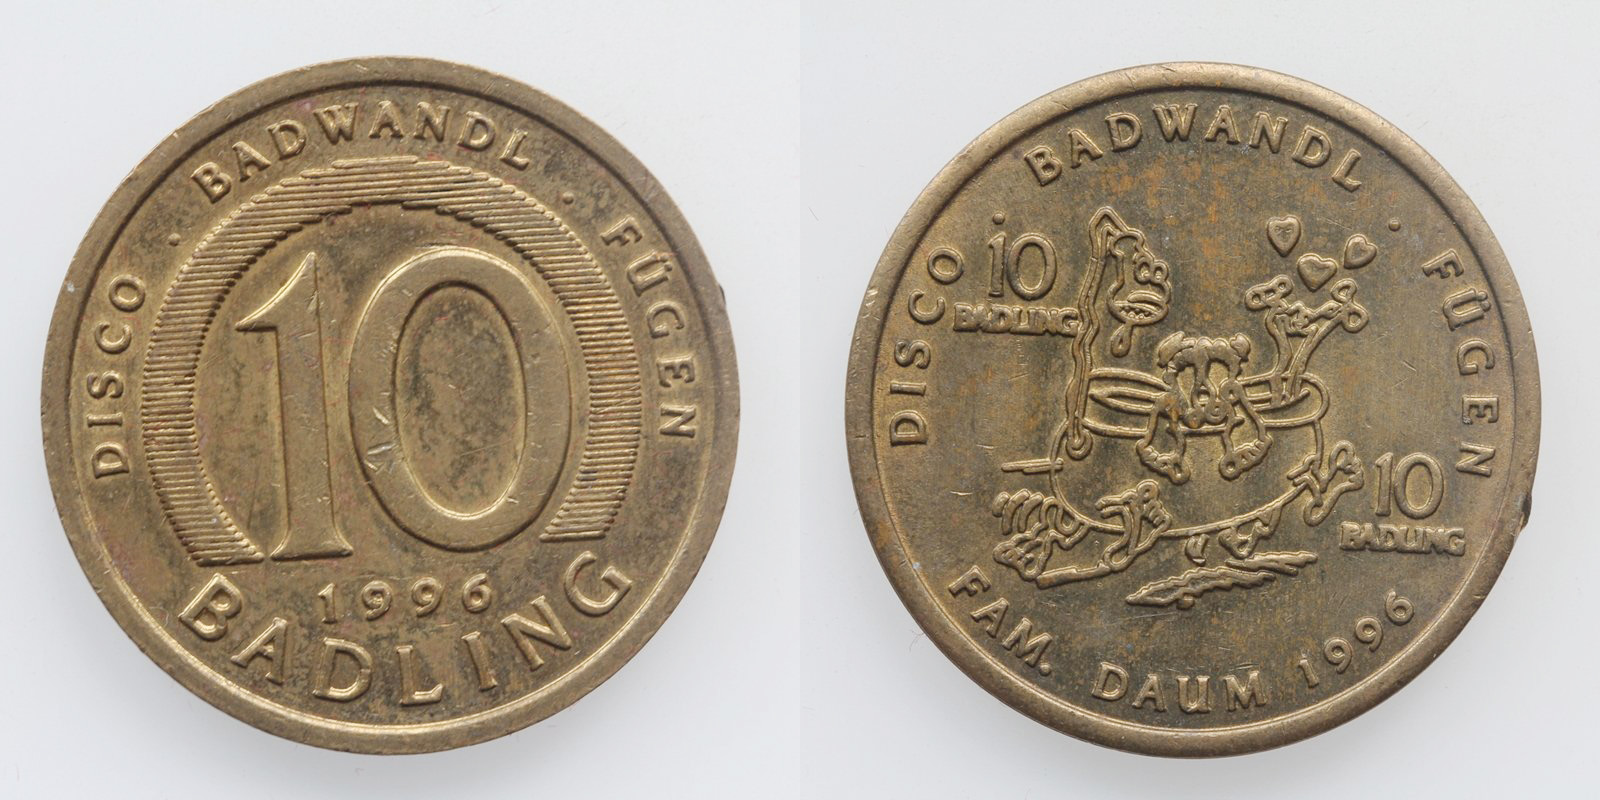 DISCO · BADWANDL · FÜGEN
10
1996
BADLING
DISCO · BADWANDL · FÜGEN
10
BADLING
10
BADLING
FAM. DAUM 1996